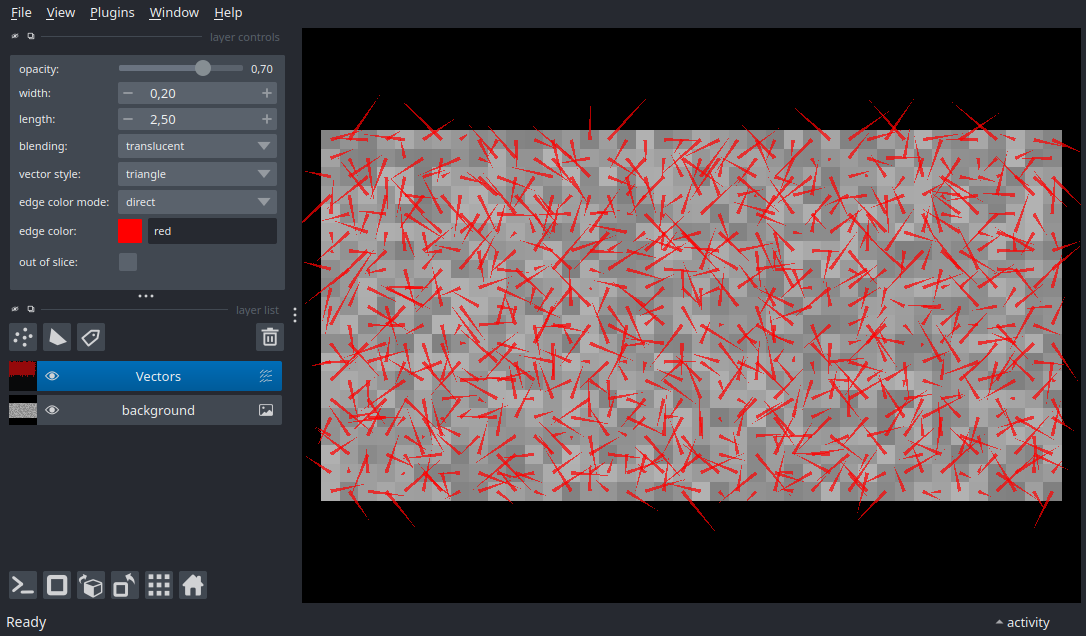 File View Plugins Window Help
layer controls
opacity: 0,70
width: 0,20
length: 2,50
blending: translucent
vector style: triangle
edge color mode: direct
edge color: red
out of slice:
layer list
Vectors
background
Ready activity